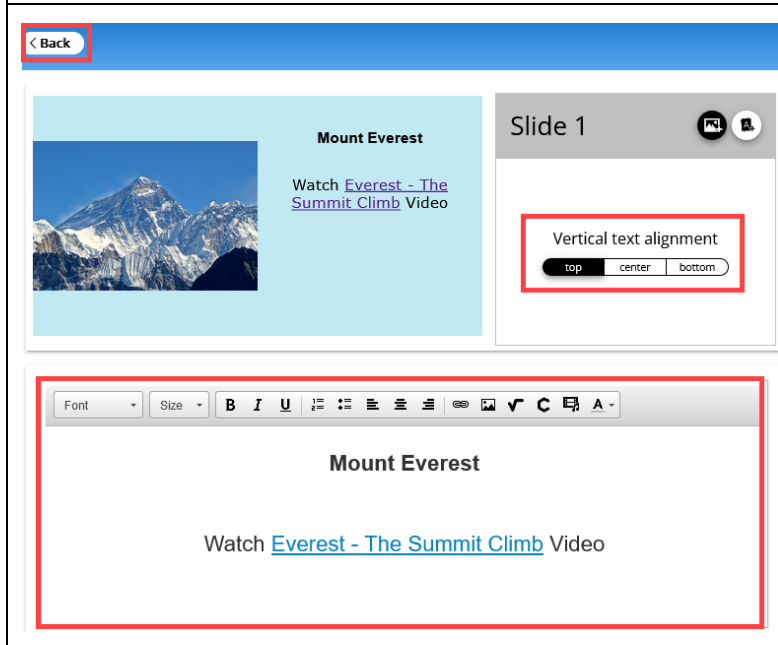 Back
Mount Everest
Watch Everest - The
Summit Climb Video
Slide 1
Vertical text alignment
top center bottom
Font Size B I U A
Mount Everest
Watch Everest - The Summit Climb Video